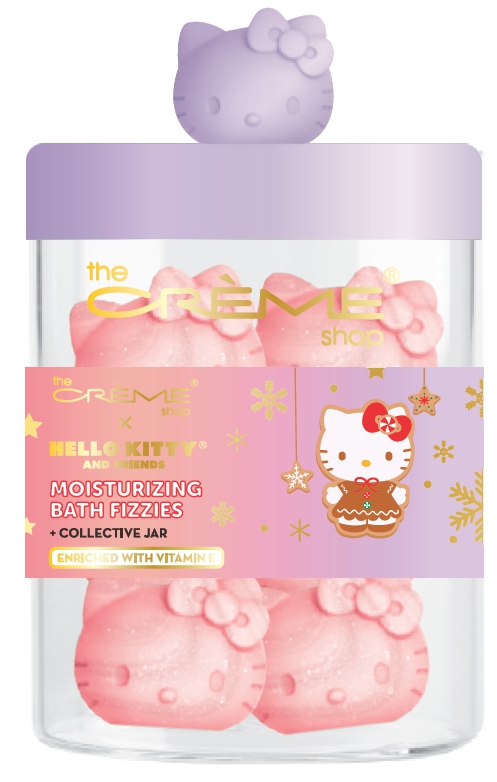 the
CRÈME®
shop
the
CRÈME®
shop
X
HELLO KITTY®
AND FRIENDS
MOISTURIZING
BATH FIZZIES
+ COLLECTIVE JAR
ENRICHED WITH VITAMIN E